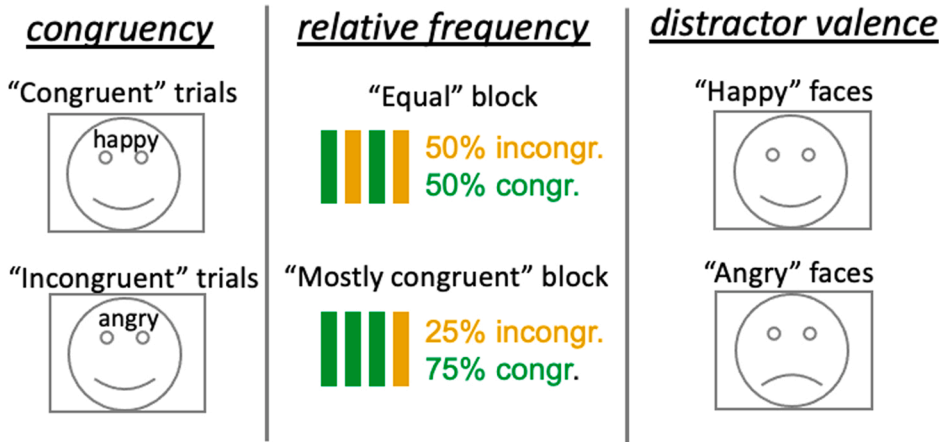 congruency
"Congruent" trials
happy
"Incongruent" trials
angry
relative frequency
"Equal" block
50% incongr.
50% congr.
"Mostly congruent" block
25% incongr.
75% congr.
distractor valence
"Happy" faces
"Angry" faces